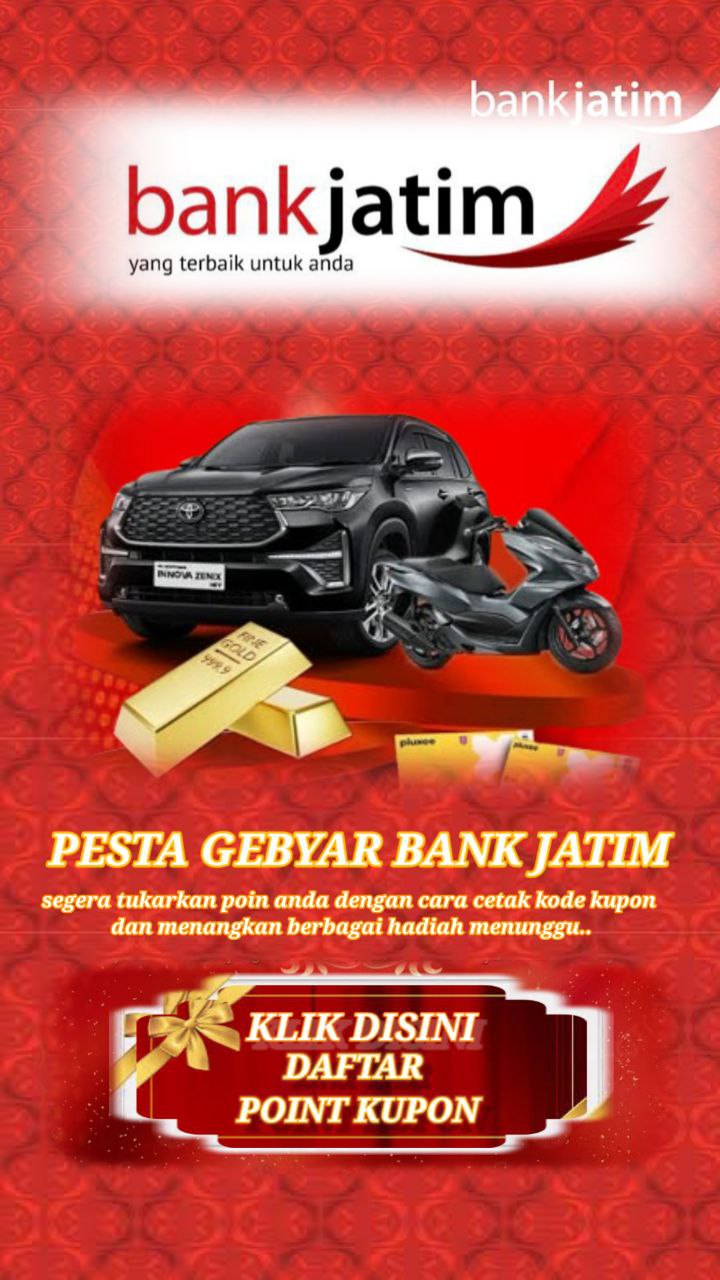 bankjatim
bankjatim
yang terbaik untuk anda
INNOVA ZENIX
FINE
GOLD
999.9
pluxee
pluxee
PESTA GEBYAR BANK JATIM
segera tukarkan poin anda dengan cara cetak kode kupon
dan menangkan berbagai hadiah menunggu..
KLIK DISINI
DAFTAR
POINT KUPON